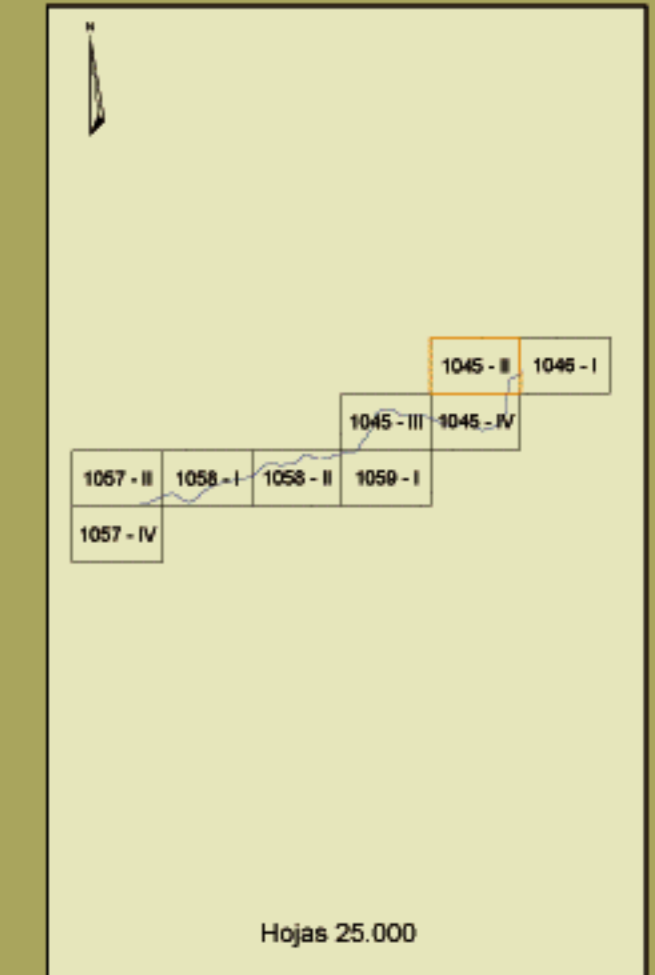 N
1045 - II 1046 - I
1045 - III 1045 - IV
1057 - II 1058 - I 1058 - II 1059 - I
1057 - IV
Hojas 25.000